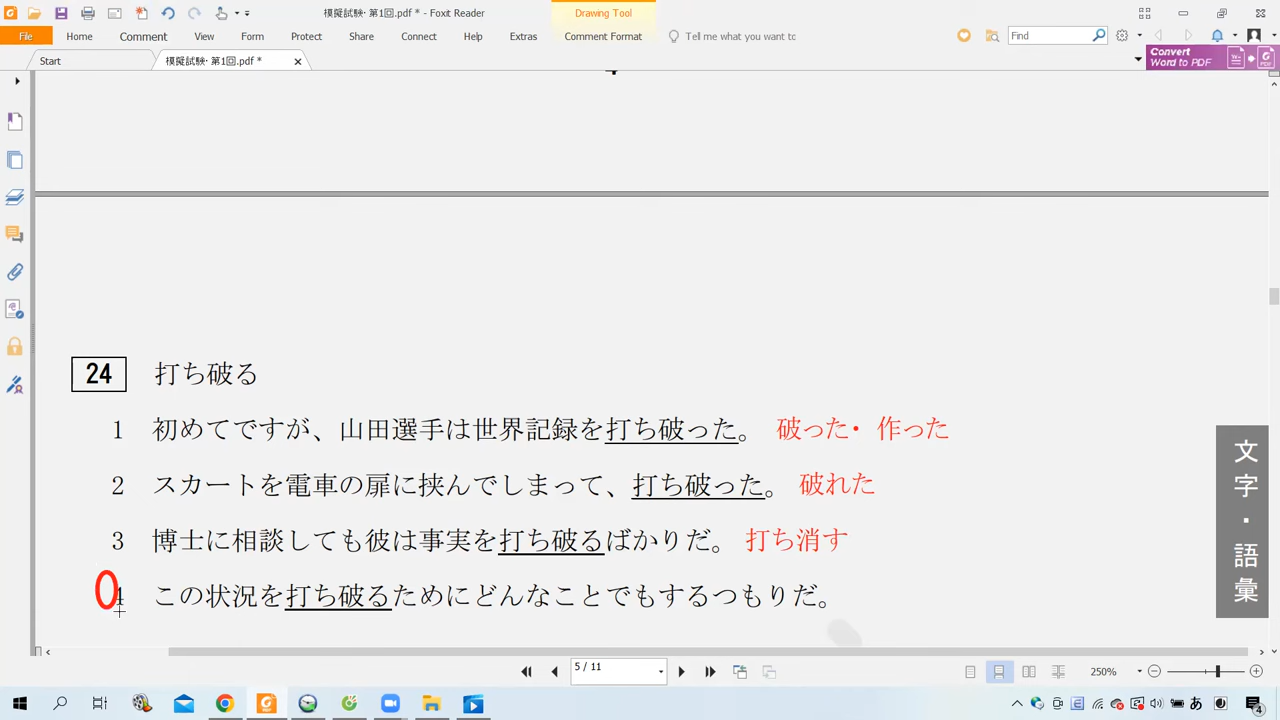 模擬試験・第1回.pdf * - Foxit Reader
Drawing Tool
File Home Comment View Form Protect Share Connect Help Extras Comment Format Tell me what you want to Find
Start 模擬試験・第1回.pdf *
Convert
Word to PDF
24 打ち破る
1 初めてですが、山田選手は世界記録を打ち破った。 破った・ 作った
2 スカートを電車の扉に挟んでしまって、打ち破った。 破れた
3 博士に相談しても彼は事実を打ち破るばかりだ。 打ち消す
4 この状況を打ち破るためにどんなことでもするつもりだ。
文字・語彙
5 / 11
250%
あ
4